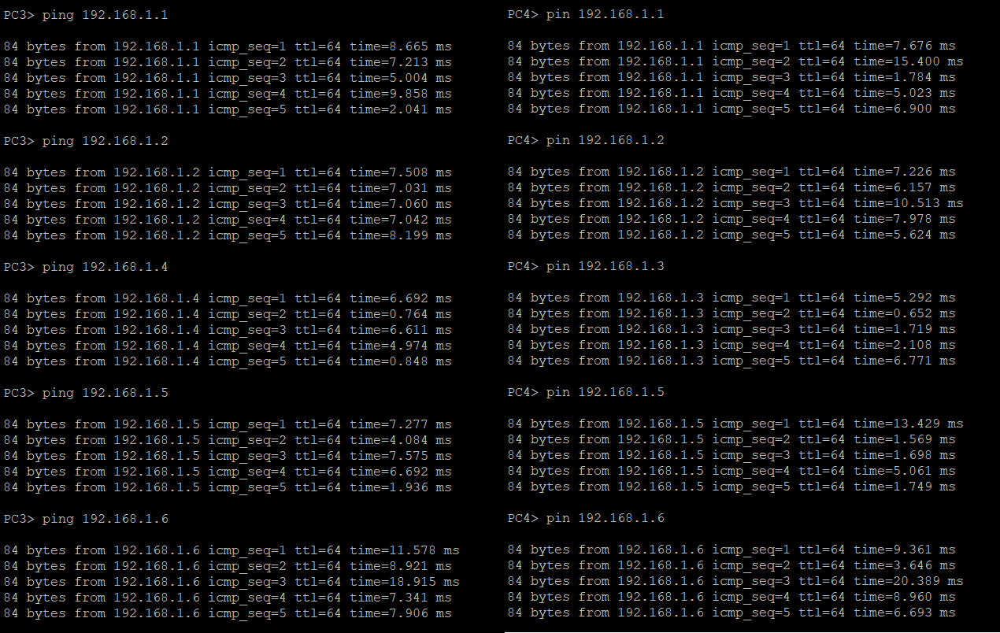 PC3> ping 192.168.1.1
84 bytes from 192.168.1.1 icmp_seq=1 ttl=64 time=8.665 ms
84 bytes from 192.168.1.1 icmp_seq=2 ttl=64 time=7.213 ms
84 bytes from 192.168.1.1 icmp_seq=3 ttl=64 time=5.004 ms
84 bytes from 192.168.1.1 icmp_seq=4 ttl=64 time=9.858 ms
84 bytes from 192.168.1.1 icmp_seq=5 ttl=64 time=2.041 ms
PC3> ping 192.168.1.2
84 bytes from 192.168.1.2 icmp_seq=1 ttl=64 time=7.508 ms
84 bytes from 192.168.1.2 icmp_seq=2 ttl=64 time=7.031 ms
84 bytes from 192.168.1.2 icmp_seq=3 ttl=64 time=7.060 ms
84 bytes from 192.168.1.2 icmp_seq=4 ttl=64 time=7.042 ms
84 bytes from 192.168.1.2 icmp_seq=5 ttl=64 time=8.199 ms
PC3> ping 192.168.1.4
84 bytes from 192.168.1.4 icmp_seq=1 ttl=64 time=6.692 ms
84 bytes from 192.168.1.4 icmp_seq=2 ttl=64 time=0.764 ms
84 bytes from 192.168.1.4 icmp_seq=3 ttl=64 time=6.611 ms
84 bytes from 192.168.1.4 icmp_seq=4 ttl=64 time=4.974 ms
84 bytes from 192.168.1.4 icmp_seq=5 ttl=64 time=0.848 ms
PC3> ping 192.168.1.5
84 bytes from 192.168.1.5 icmp_seq=1 ttl=64 time=7.277 ms
84 bytes from 192.168.1.5 icmp_seq=2 ttl=64 time=4.084 ms
84 bytes from 192.168.1.5 icmp_seq=3 ttl=64 time=7.575 ms
84 bytes from 192.168.1.5 icmp_seq=4 ttl=64 time=6.692 ms
84 bytes from 192.168.1.5 icmp_seq=5 ttl=64 time=1.936 ms
PC3> ping 192.168.1.6
84 bytes from 192.168.1.6 icmp_seq=1 ttl=64 time=11.578 ms
84 bytes from 192.168.1.6 icmp_seq=2 ttl=64 time=8.921 ms
84 bytes from 192.168.1.6 icmp_seq=3 ttl=64 time=18.915 ms
84 bytes from 192.168.1.6 icmp_seq=4 ttl=64 time=7.341 ms
84 bytes from 192.168.1.6 icmp_seq=5 ttl=64 time=7.906 ms
PC4> pin 192.168.1.1
84 bytes from 192.168.1.1 icmp_seq=1 ttl=64 time=7.676 ms
84 bytes from 192.168.1.1 icmp_seq=2 ttl=64 time=15.400 ms
84 bytes from 192.168.1.1 icmp_seq=3 ttl=64 time=1.784 ms
84 bytes from 192.168.1.1 icmp_seq=4 ttl=64 time=5.023 ms
84 bytes from 192.168.1.1 icmp_seq=5 ttl=64 time=6.900 ms
PC4> pin 192.168.1.2
84 bytes from 192.168.1.2 icmp_seq=1 ttl=64 time=7.226 ms
84 bytes from 192.168.1.2 icmp_seq=2 ttl=64 time=6.157 ms
84 bytes from 192.168.1.2 icmp_seq=3 ttl=64 time=10.513 ms
84 bytes from 192.168.1.2 icmp_seq=4 ttl=64 time=7.978 ms
84 bytes from 192.168.1.2 icmp_seq=5 ttl=64 time=5.624 ms
PC4> pin 192.168.1.3
84 bytes from 192.168.1.3 icmp_seq=1 ttl=64 time=5.292 ms
84 bytes from 192.168.1.3 icmp_seq=2 ttl=64 time=0.652 ms
84 bytes from 192.168.1.3 icmp_seq=3 ttl=64 time=1.719 ms
84 bytes from 192.168.1.3 icmp_seq=4 ttl=64 time=2.108 ms
84 bytes from 192.168.1.3 icmp_seq=5 ttl=64 time=6.771 ms
PC4> pin 192.168.1.5
84 bytes from 192.168.1.5 icmp_seq=1 ttl=64 time=13.429 ms
84 bytes from 192.168.1.5 icmp_seq=2 ttl=64 time=1.569 ms
84 bytes from 192.168.1.5 icmp_seq=3 ttl=64 time=1.698 ms
84 bytes from 192.168.1.5 icmp_seq=4 ttl=64 time=5.061 ms
84 bytes from 192.168.1.5 icmp_seq=5 ttl=64 time=1.749 ms
PC4> pin 192.168.1.6
84 bytes from 192.168.1.6 icmp_seq=1 ttl=64 time=9.361 ms
84 bytes from 192.168.1.6 icmp_seq=2 ttl=64 time=3.646 ms
84 bytes from 192.168.1.6 icmp_seq=3 ttl=64 time=20.389 ms
84 bytes from 192.168.1.6 icmp_seq=4 ttl=64 time=8.960 ms
84 bytes from 192.168.1.6 icmp_seq=5 ttl=64 time=6.693 ms